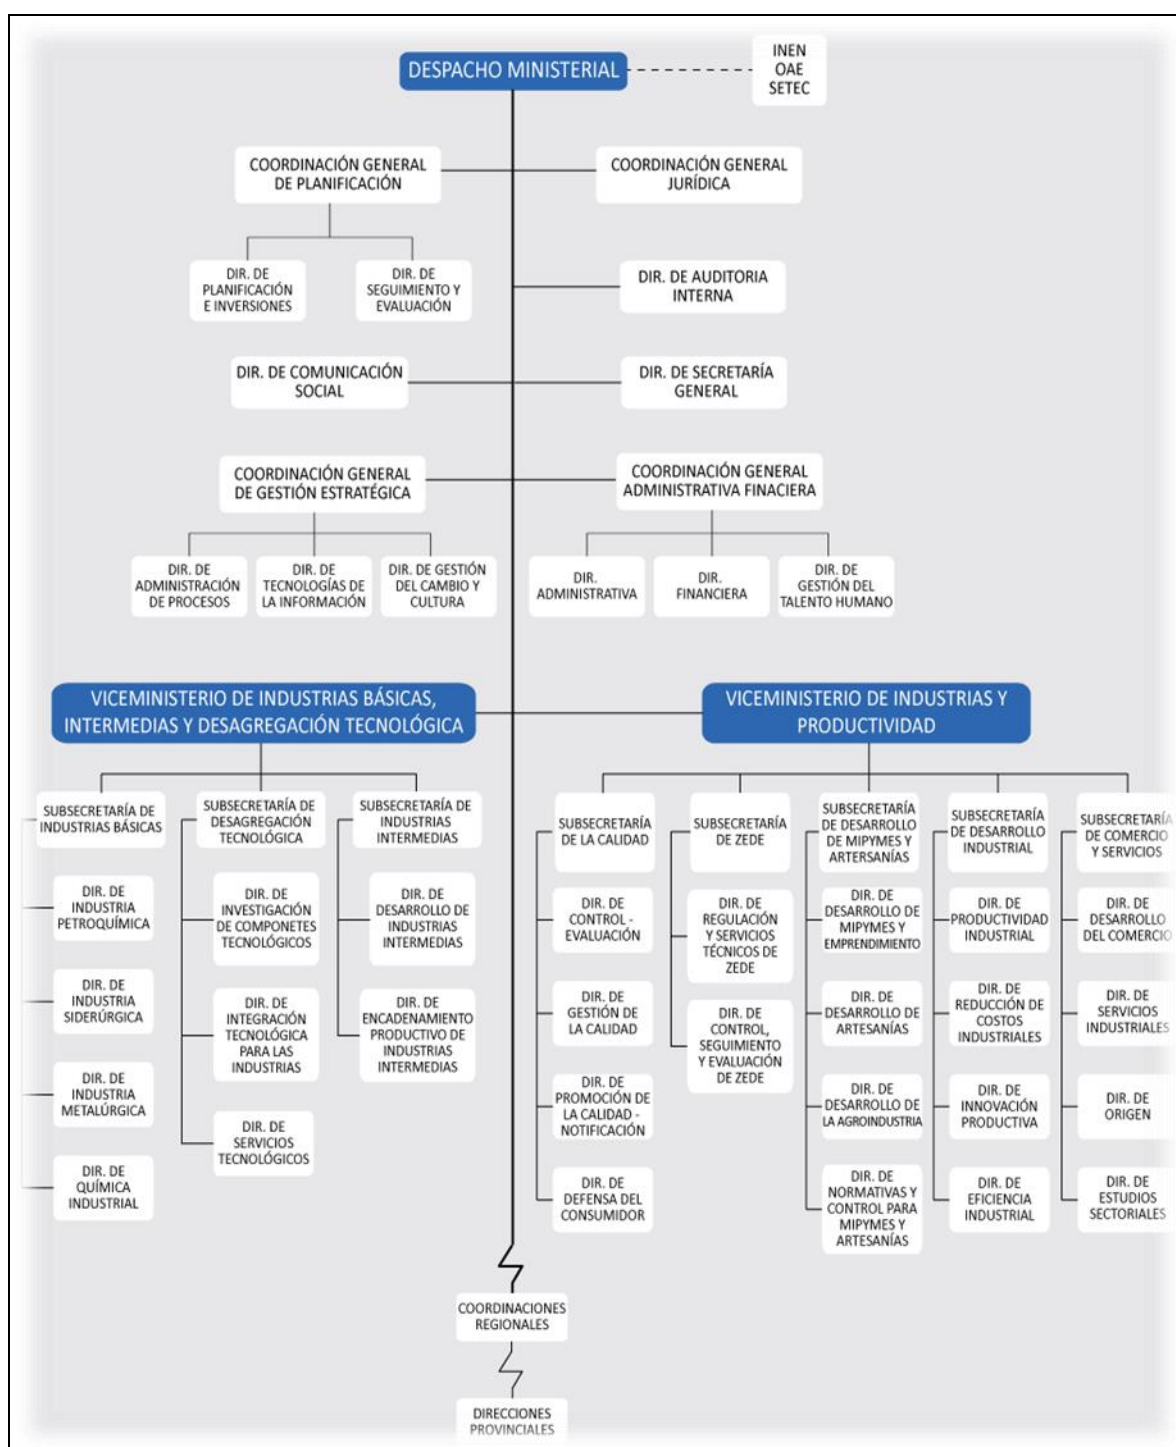 DESPACHO MINISTERIAL
INEN
OAE
SETEC
COORDINACIÓN GENERAL
DE PLANIFICACIÓN
COORDINACIÓN GENERAL
JURÍDICA
DIR. DE
PLANIFICACIÓN
E INVERSIONES
DIR. DE
SEGUIMIENTO Y
EVALUACIÓN
DIR. DE AUDITORIA
INTERNA
DIR. DE COMUNICACIÓN
SOCIAL
DIR. DE SECRETARÍA
GENERAL
COORDINACIÓN GENERAL
DE GESTIÓN ESTRATÉGICA
COORDINACIÓN GENERAL
ADMINISTRATIVA FINACIERA
DIR. DE
ADMINISTRACIÓN
DE PROCESOS
DIR. DE
TECNOLOGÍAS DE
LA INFORMACIÓN
DIR. DE GESTIÓN
DEL CAMBIO Y
CULTURA
DIR.
ADMINISTRATIVA
DIR.
FINANCIERA
DIR. DE
GESTIÓN DEL
TALENTO HUMANO
VICEMINISTERIO DE INDUSTRIAS BÁSICAS,
INTERMEDIAS Y DESAGREGACIÓN TECNOLÓGICA
VICEMINISTERIO DE INDUSTRIAS Y
PRODUCTIVIDAD
SUBSECRETARÍA DE
INDUSTRIAS BÁSICAS
DIR. DE
INDUSTRIA
PETROQUÍMICA
DIR. DE
INDUSTRIA
SIDERÚRGICA
DIR. DE
INDUSTRIA
METALÚRGICA
DIR. DE
QUÍMICA
INDUSTRIAL
SUBSECRETARÍA DE
DESAGREGACIÓN
TECNOLÓGICA
DIR. DE
INVESTIGACIÓN
DE COMPONETES
TECNOLÓGICOS
DIR. DE
INTEGRACIÓN
TECNOLÓGICA
PARA LAS
INDUSTRIAS
DIR. DE
SERVICIOS
TECNOLÓGICOS
SUBSECRETARÍA DE
INDUSTRIAS
INTERMEDIAS
DIR. DE
DESARROLLO DE
INDUSTRIAS
INTERMEDIAS
DIR. DE
ENCADENAMIENTO
PRODUCTIVO DE
INDUSTRIAS
INTERMEDIAS
SUBSECRETARÍA
DE LA CALIDAD
DIR. DE
CONTROL -
EVALUACIÓN
DIR. DE
GESTIÓN DE
LA CALIDAD
DIR. DE
PROMOCIÓN DE
LA CALIDAD -
NOTIFICACIÓN
DIR. DE
DEFENSA DEL
CONSUMIDOR
SUBSECRETARÍA
DE ZEDE
DIR. DE
REGULACIÓN
Y SERVICIOS
TÉCNICOS DE
ZEDE
DIR. DE
CONTROL,
SEGUIMIENTO
Y EVALUACIÓN
DE ZEDE
SUBSECRETARÍA
DE DESARROLLO
DE MIPYMES Y
ARTERSANÍAS
DIR. DE
DESARROLLO DE
MIPYMES Y
EMPRENDIMIENTO
DIR. DE
DESARROLLO DE
ARTESANÍAS
DIR. DE
DESARROLLO DE
LA AGROINDUSTRIA
DIR. DE
NORMATIVAS Y
CONTROL PARA
MIPYMES Y
ARTESANÍAS
SUBSECRETARÍA
DE DESARROLLO
INDUSTRIAL
DIR. DE
PRODUCTIVIDAD
INDUSTRIAL
DIR. DE
REDUCCIÓN DE
COSTOS
INDUSTRIALES
DIR. DE
INNOVACIÓN
PRODUCTIVA
DIR. DE
EFICIENCIA
INDUSTRIAL
SUBSECRETARÍA
DE COMERCIO
Y SERVICIOS
DIR. DE
DESARROLLO
DEL COMERCIO
DIR. DE
SERVICIOS
INDUSTRIALES
DIR. DE
ORIGEN
DIR. DE
ESTUDIOS
SECTORIALES
COORDINACIONES
REGIONALES
DIRECCIONES
PROVINCIALES